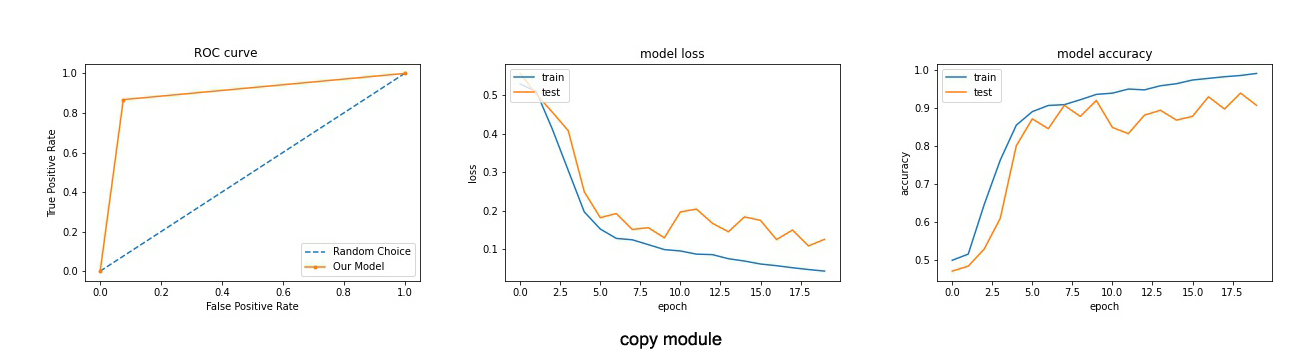 ROC curve
1.0
0.8
0.6
0.4
0.2
0.0
True Positive Rate
0.0 0.2 0.4 0.6 0.8 1.0
False Positive Rate
Random Choice
Our Model
model loss
train
test
0.5
0.4
0.3
0.2
0.1
loss
0.0 2.5 5.0 7.5 10.0 12.5 15.0 17.5
epoch
model accuracy
train
test
1.0
0.9
0.8
0.7
0.6
0.5
accuracy
0.0 2.5 5.0 7.5 10.0 12.5 15.0 17.5
epoch
copy module